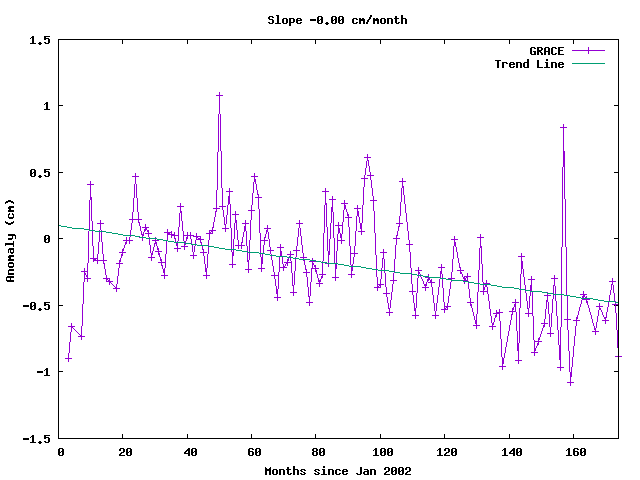 Slope -0.00 cm/month
GRACE
Trend Line
1.5
1
0.5
0
-0.5
-1
-1.5
Anomaly (cm)
0 20 40 60 80 100 120 140 160
Months since Jan 2002